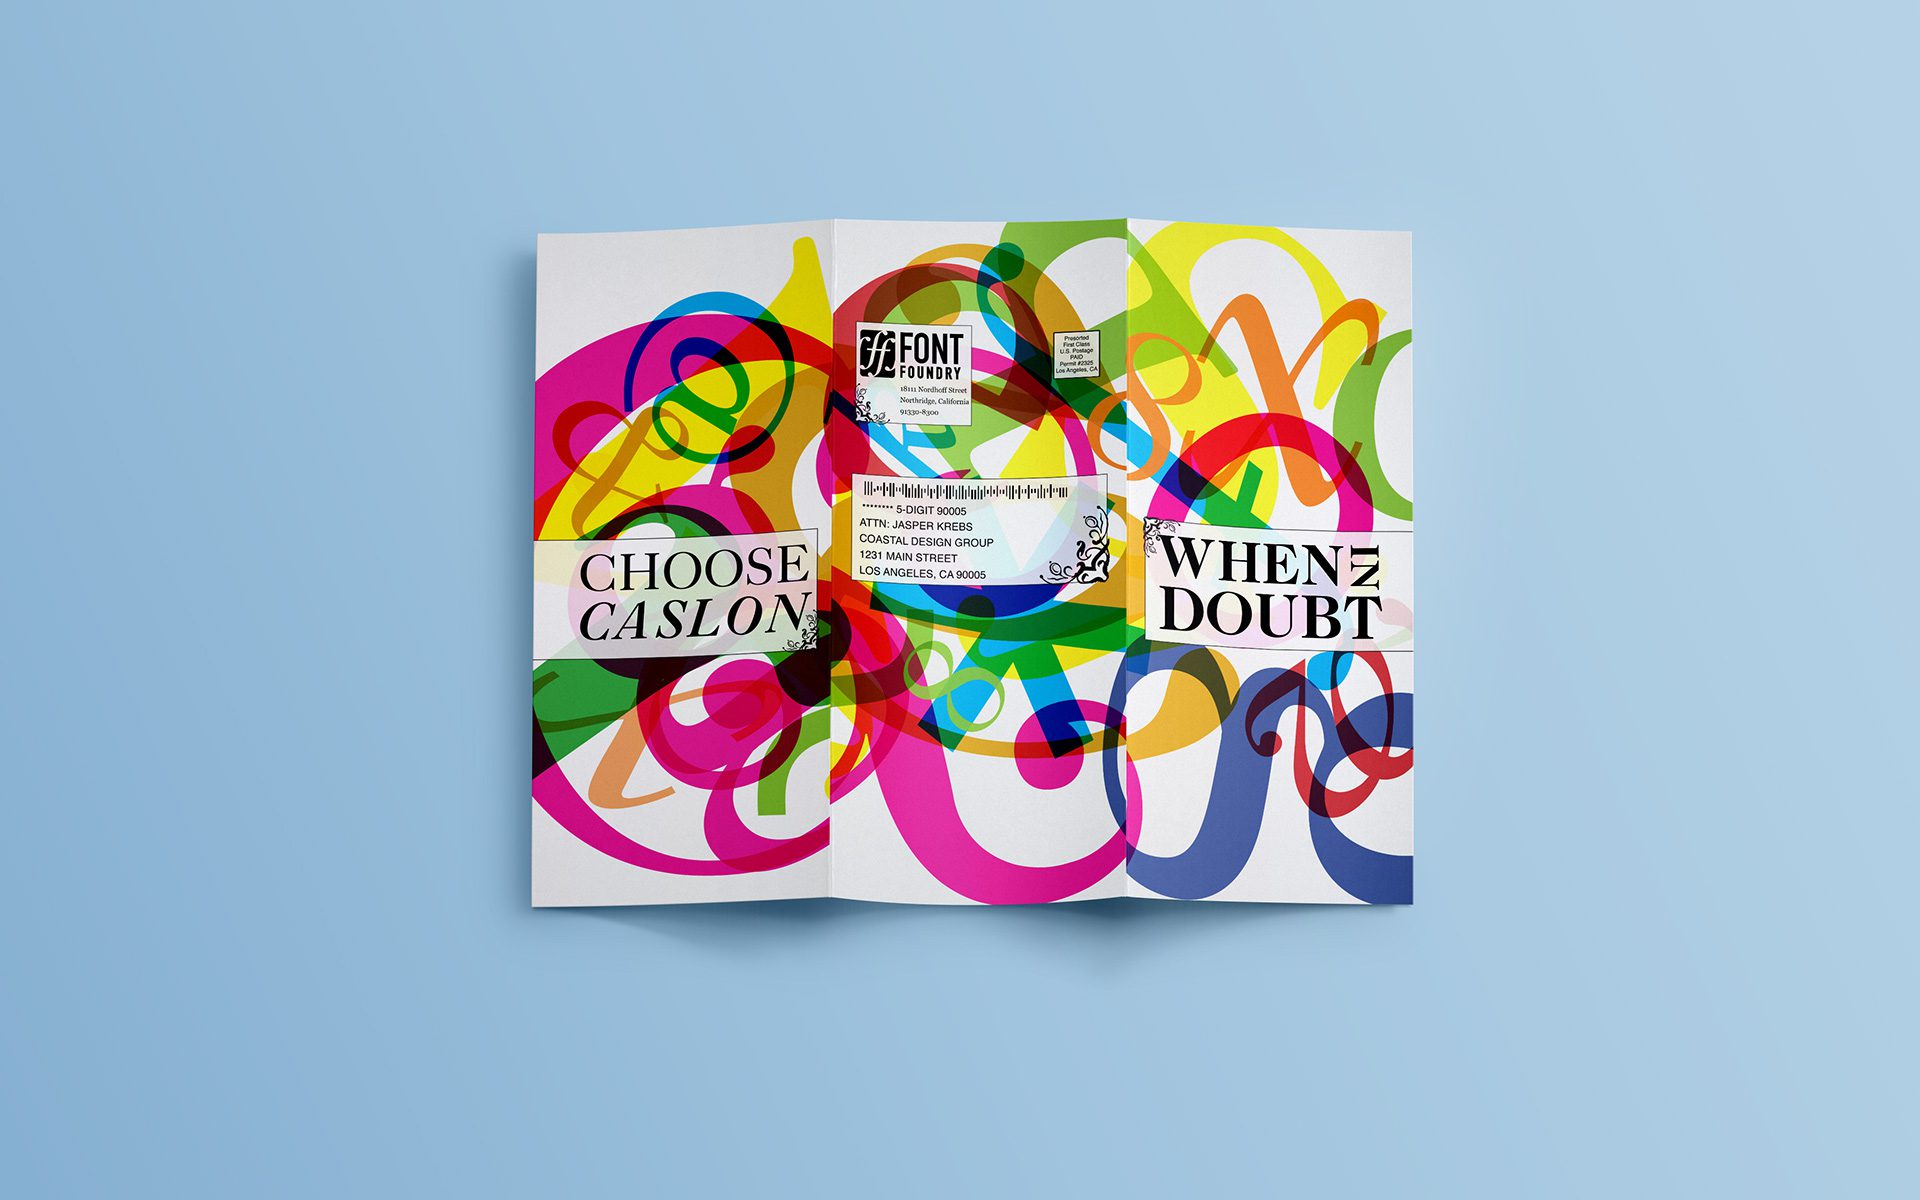 CHOOSE
CASLON
FONT
FOUNDRY
18111 Nordhoff Street
Northridge, California
91330-8300
Presorted
First Class
U.S. Postage
PAID
Permit #2325
Los Angeles, CA
******** 5-DIGIT 90005
ATTN: JASPER KREBS
COASTAL DESIGN GROUP
1231 MAIN STREET
LOS ANGELES, CA 90005
WHEN IN
DOUBT